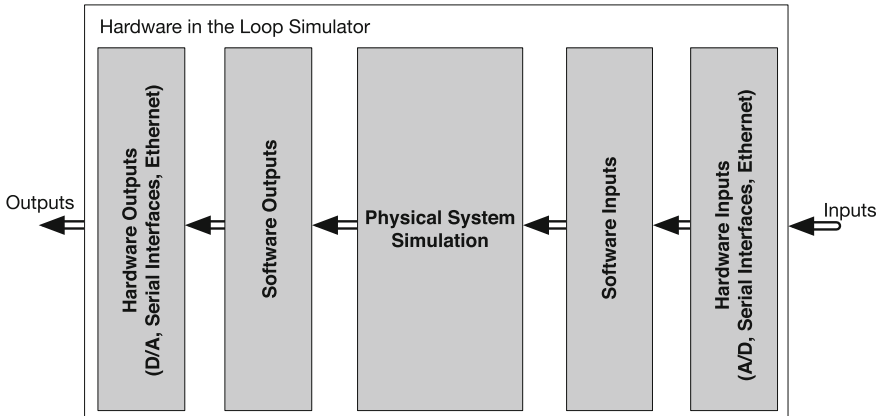 Hardware in the Loop Simulator
Outputs
Hardware Outputs
(D/A, Serial Interfaces, Ethernet)
Software Outputs
Physical System
Simulation
Software Inputs
Hardware Inputs
(A/D, Serial Interfaces, Ethernet)
Inputs